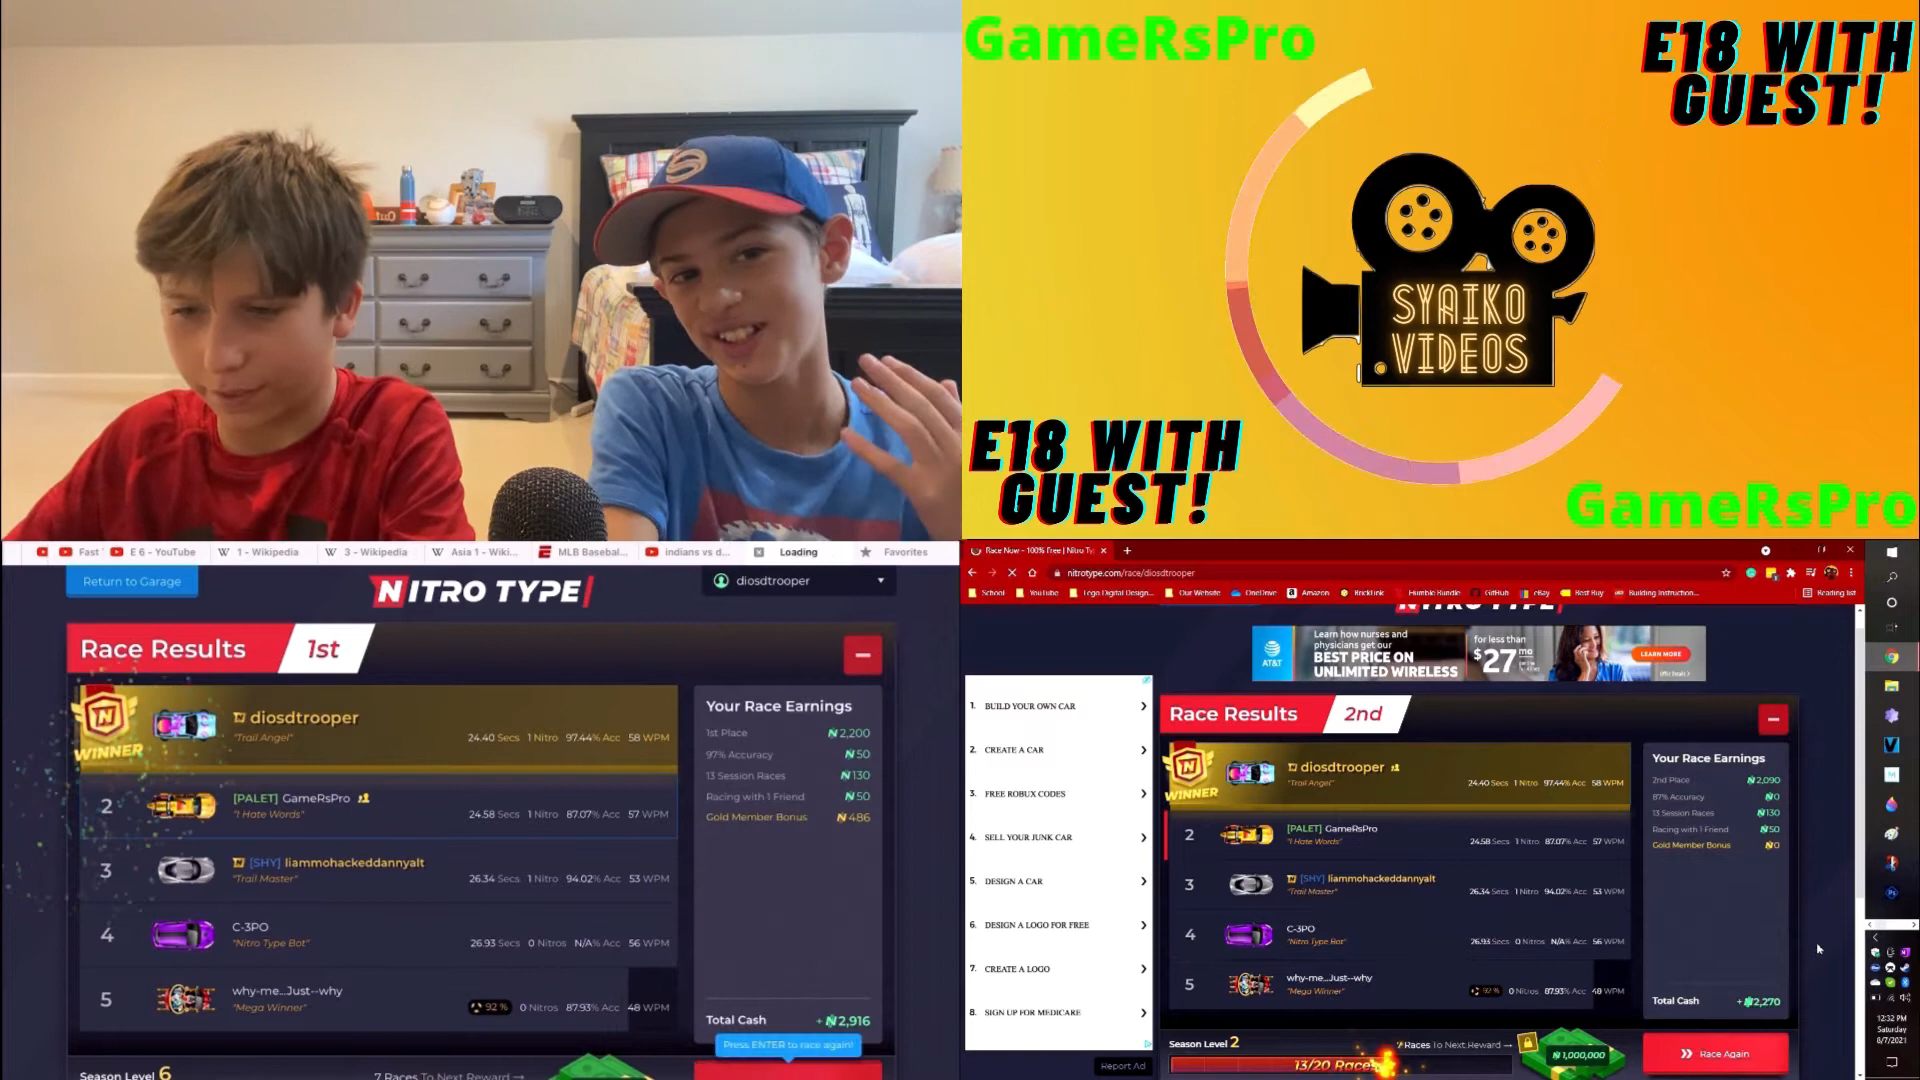 GameRsPro
E18 WITH
GUEST!
SYAIKO
VIDEOS
E18 WITH
GUEST!
GameRsPro
Fast
E 6 - YouTube
1 - Wikipedia
3 - Wikipedia
Asia 1 - Wiki...
MLB Basebal...
indians vs d...
Loading
Favorites
Return to Garage
NITRO TYPE
diosdtrooper
Race Results
1st
WINNER
diosdtrooper
"Trail Angel"
24.40 Secs 1 Nitro 97.44% Acc 58 WPM
2
[PALET] GameRsPro
"I Hate Words"
24.58 Secs 1 Nitro 87.07% Acc 57 WPM
3
[SHY] liammohackeddannyalt
"Trail Master"
26.34 Secs 1 Nitro 94.02% Acc 53 WPM
4
C-3PO
"Nitro Type Bot"
26.93 Secs 0 Nitros N/A% Acc 56 WPM
5
why-me...Just--why
"Mega Winner"
92 % 0 Nitros 87.93% Acc 48 WPM
Your Race Earnings
1st Place N 2,200
97% Accuracy N 50
13 Session Races N 130
Racing with 1 Friend N 50
Gold Member Bonus N 486
Total Cash + N 2,916
Press ENTER to race again!
Season Level 6
7 Races To Next Reward →
Race Now - 100% Free | Nitro Ty
nitrotype.com/race/diosdtrooper
School
YouTube
Lego Digital Design...
Our Website
OneDrive
Amazon
BrickLink
Humble Bundle
GitHub
eBay
Best Buy
Building Instruction...
Reading list
NITRO TYPE
AT&T
Learn how nurses and
physicians get our
BEST PRICE ON
UNLIMITED WIRELESS
for less than
$27 mo
LEARN MORE
1. BUILD YOUR OWN CAR
2. CREATE A CAR
3. FREE ROBUX CODES
4. SELL YOUR JUNK CAR
5. DESIGN A CAR
6. DESIGN A LOGO FOR FREE
7. CREATE A LOGO
8. SIGN UP FOR MEDICARE
Report Ad
Race Results
2nd
WINNER
diosdtrooper
"Trail Angel"
24.40 Secs 1 Nitro 97.44% Acc 58 WPM
2
[PALET] GameRsPro
"I Hate Words"
24.58 Secs 1 Nitro 87.07% Acc 57 WPM
3
[SHY] liammohackeddannyalt
"Trail Master"
26.34 Secs 1 Nitro 94.02% Acc 53 WPM
4
C-3PO
"Nitro Type Bot"
26.93 Secs 0 Nitros N/A% Acc 56 WPM
5
why-me...Just--why
"Mega Winner"
92 % 0 Nitros 87.93% Acc 48 WPM
Your Race Earnings
2nd Place N 2,090
87% Accuracy N 0
13 Session Races N 130
Racing with 1 Friend N 50
Gold Member Bonus N 0
Total Cash + N 2,270
Season Level 2
7 Races To Next Reward →
13/20 Races
N 1,000,000
Race Again
12:32 PM
Saturday
8/7/2021